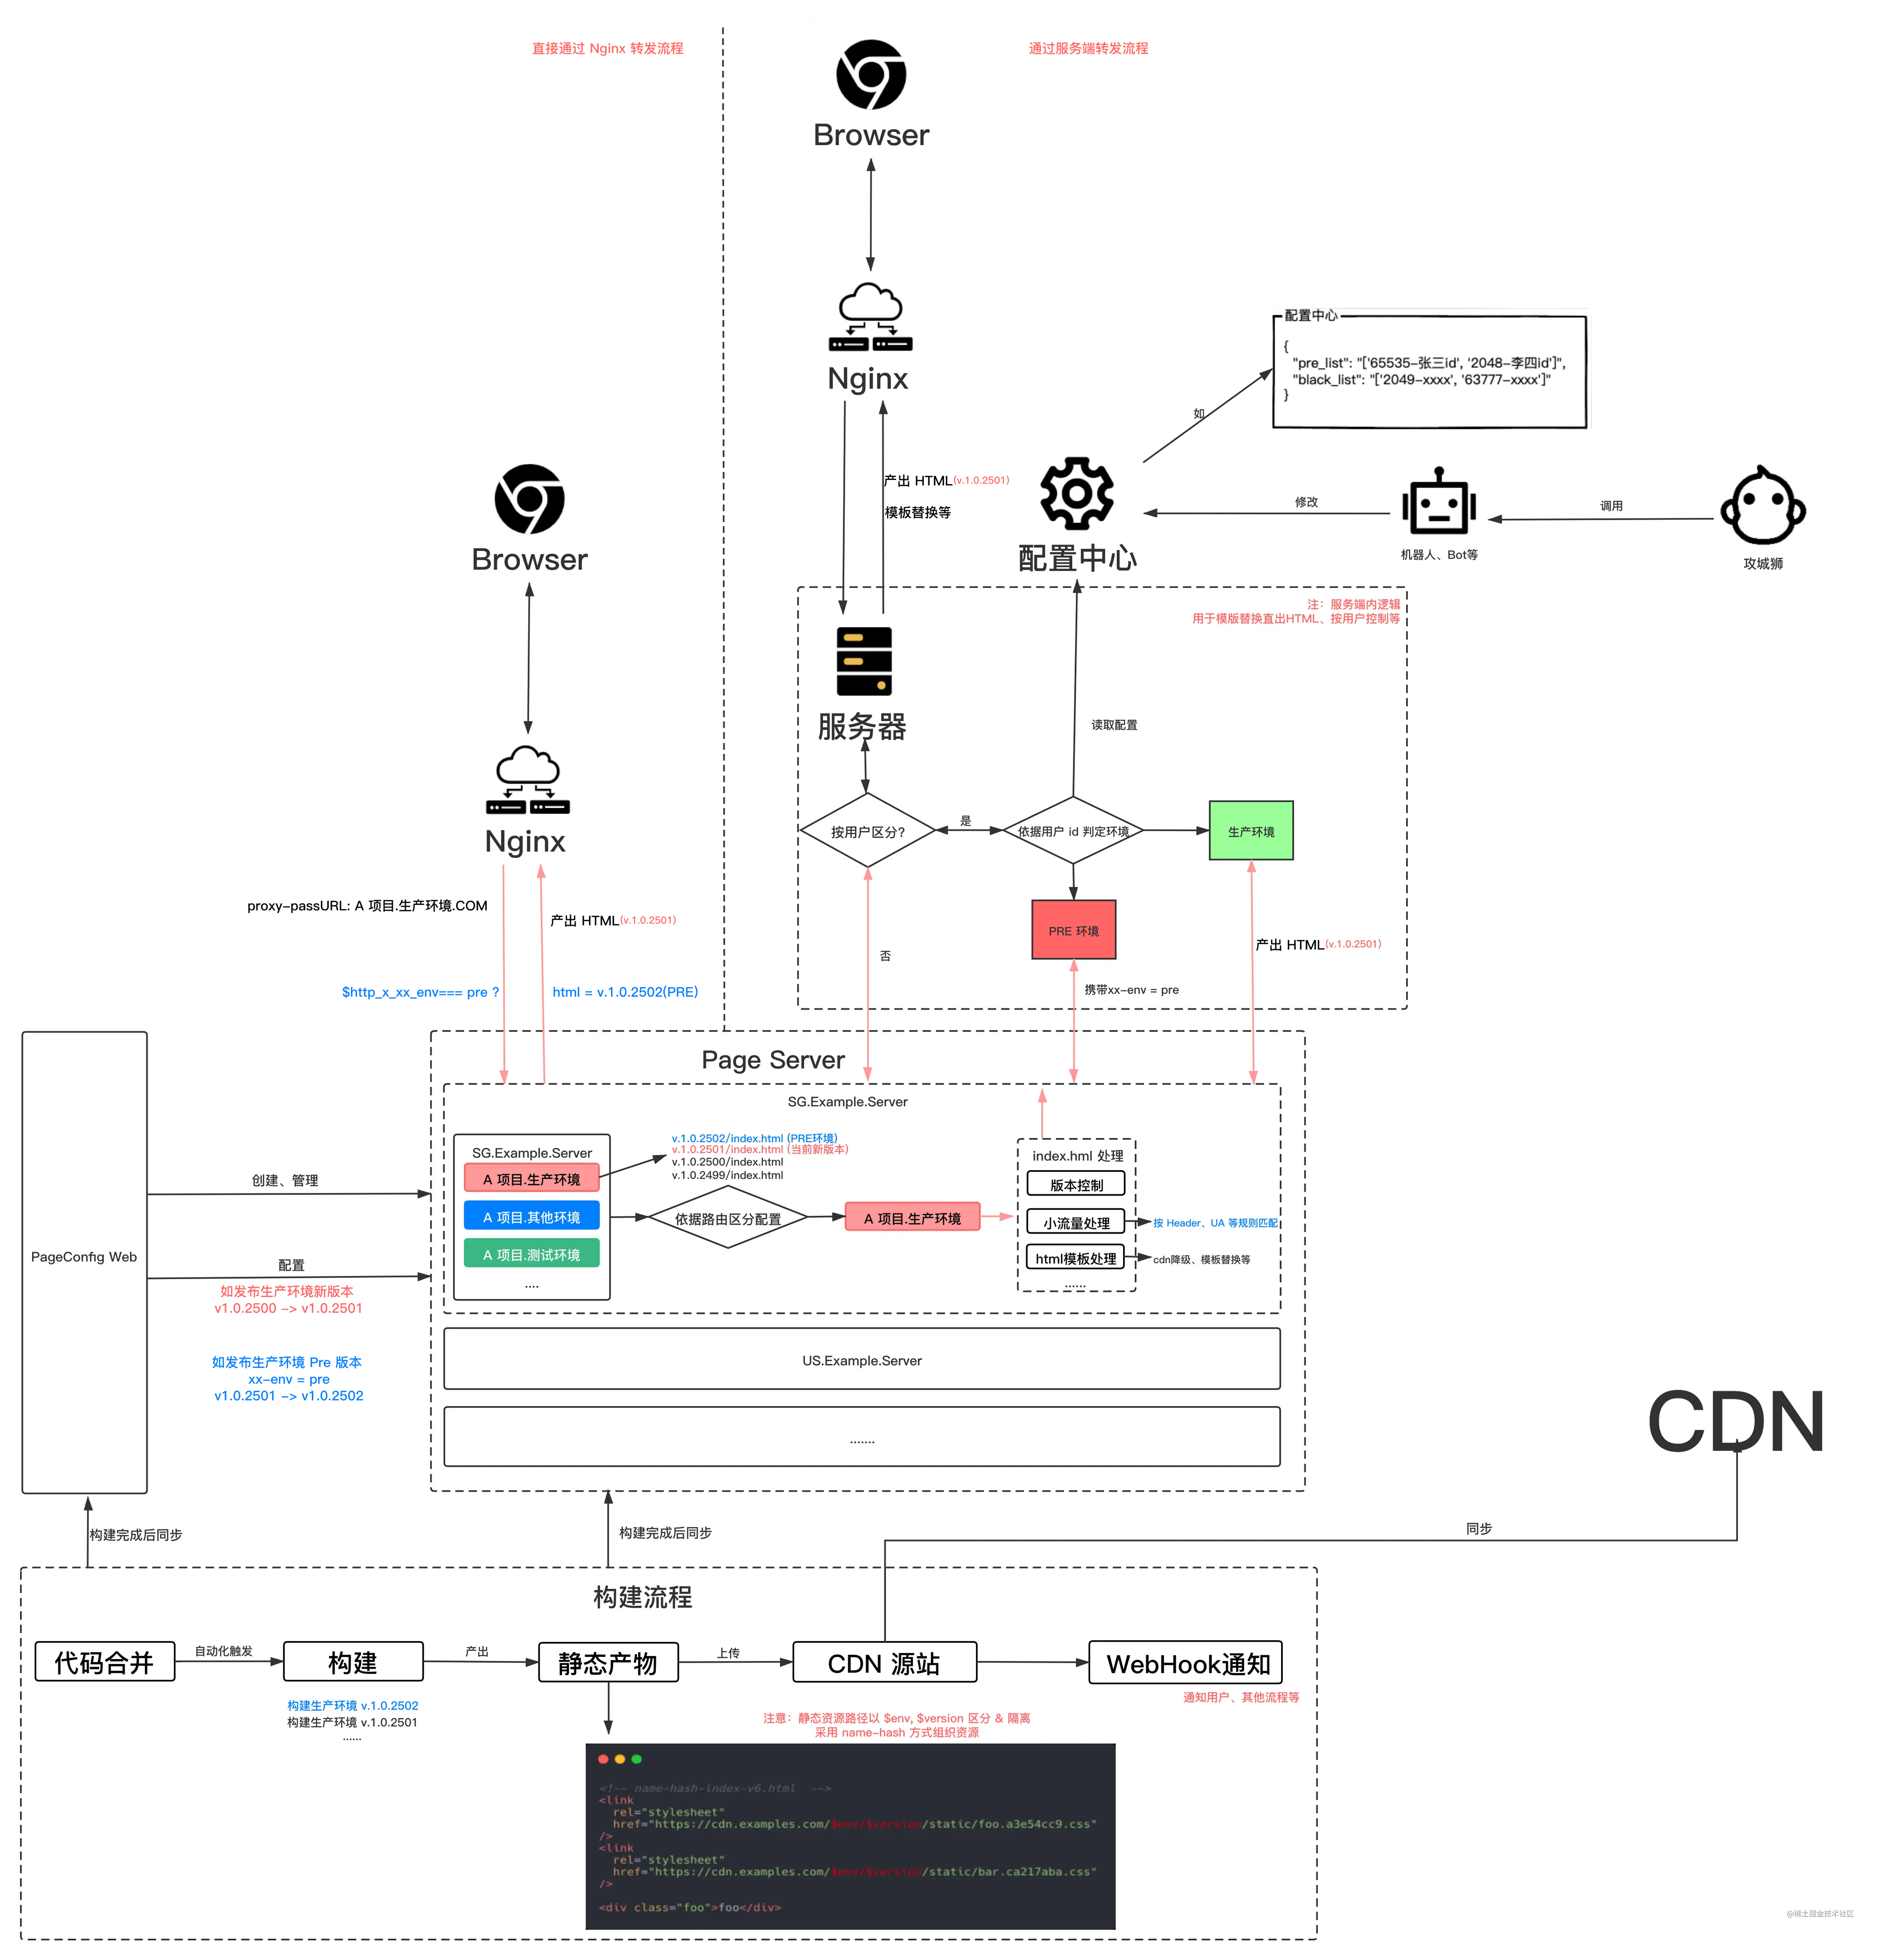 直接通过 Nginx 转发流程
通过服务端转发流程
Browser
Nginx
配置中心
{
"pre_list": "['65535-张三id', '2048-李四id']",
"black_list": "['2049-xxxx', '63777-xxxx']"
}
如
产出 HTML(v.1.0.2501)
模板替换等
配置中心
修改
机器人、Bot等
调用
攻城狮
Browser
注：服务端内逻辑
用于模版替换直出HTML、按用户控制等
服务器
读取配置
按用户区分?
是
依据用户 id 判定环境
生产环境
PRE 环境
否
携带xx-env = pre
产出 HTML(v.1.0.2501)
Nginx
proxy-passURL: A 项目.生产环境.COM
产出 HTML(v.1.0.2501)
$http_x_xx_env=== pre ?
html = v.1.0.2502(PRE)
PageConfig Web
创建、管理
配置
如发布生产环境新版本
v1.0.2500 -> v1.0.2501
如发布生产环境 Pre 版本
xx-env = pre
v1.0.2501 -> v1.0.2502
Page Server
SG.Example.Server
SG.Example.Server
A 项目.生产环境
A 项目.其他环境
A 项目.测试环境
....
v.1.0.2502/index.html (PRE环境)
v.1.0.2501/index.html (当前新版本)
v.1.0.2500/index.html
v.1.0.2499/index.html
依据路由区分配置
A 项目.生产环境
index.hml 处理
版本控制
小流量处理
按 Header、UA 等规则匹配
html模板处理
cdn降级、模板替换等
......
US.Example.Server
.......
CDN
构建完成后同步
构建完成后同步
同步
构建流程
代码合并
自动化触发
构建
产出
静态产物
上传
CDN 源站
WebHook通知
通知用户、其他流程等
构建生产环境 v.1.0.2502
构建生产环境 v.1.0.2501
......
注意：静态资源路径以 $env, $version 区分 & 隔离
采用 name-hash 方式组织资源
<!-- name-hash-index-v6.html  -->
<link
rel="stylesheet"
href="https://cdn.examples.com/$env/$version/static/foo.a3e54cc9.css"
/>
<link
rel="stylesheet"
href="https://cdn.examples.com/$env/$version/static/bar.ca217aba.css"
/>
<div class="foo">foo</div>
@稀土掘金技术社区